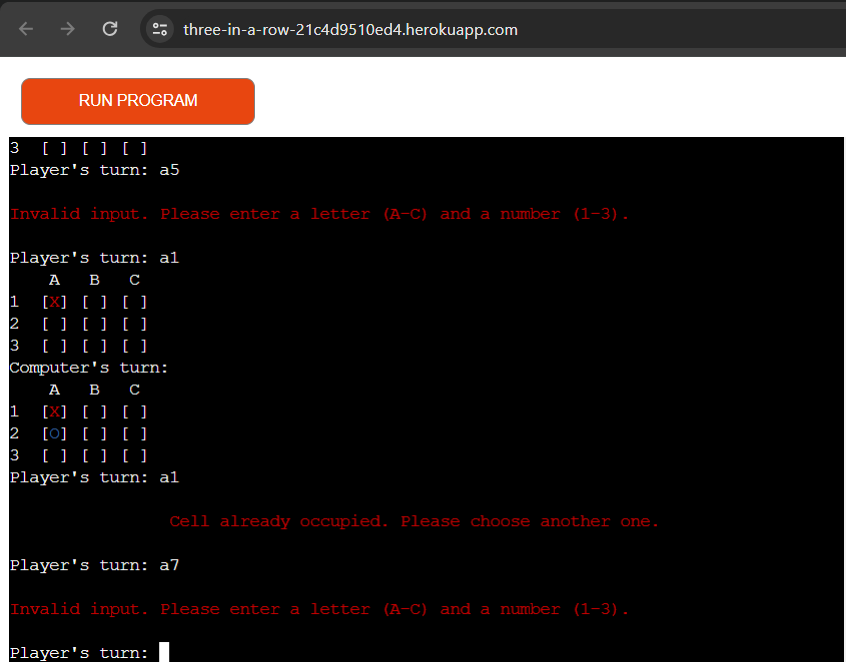 three-in-a-row-21c4d9510ed4.herokuapp.com
RUN PROGRAM
3  [ ] [ ] [ ]
Player's turn: a5
Invalid input. Please enter a letter (A-C) and a number (1-3).
Player's turn: a1
    A   B   C
1  [X] [ ] [ ]
2  [ ] [ ] [ ]
3  [ ] [ ] [ ]
Computer's turn:
    A   B   C
1  [X] [ ] [ ]
2  [O] [ ] [ ]
3  [ ] [ ] [ ]
Player's turn: a1
Cell already occupied. Please choose another one.
Player's turn: a7
Invalid input. Please enter a letter (A-C) and a number (1-3).
Player's turn: